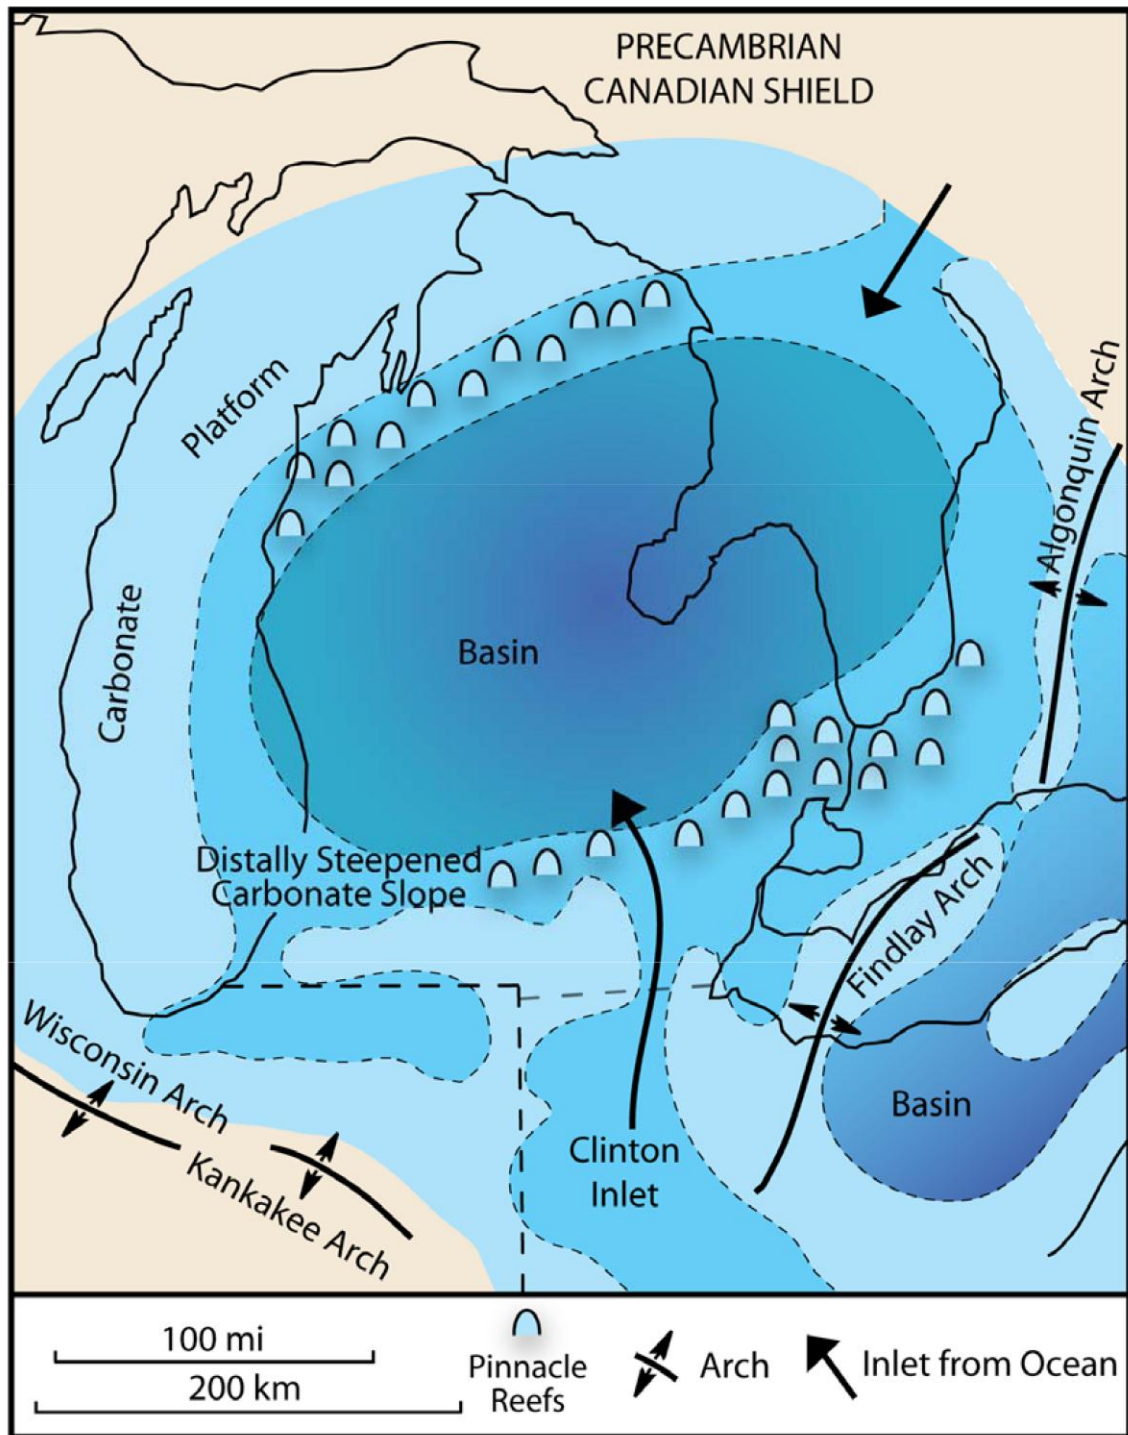 PRECAMBRIAN
CANADIAN SHIELD
Platform
Algonquin Arch
Carbonate
Basin
Distally Steepened
Carbonate Slope
Findlay Arch
Wisconsin Arch
Basin
Clinton
Inlet
Kankakee Arch
100 mi
200 km
Pinnacle
Reefs
Arch
Inlet from Ocean